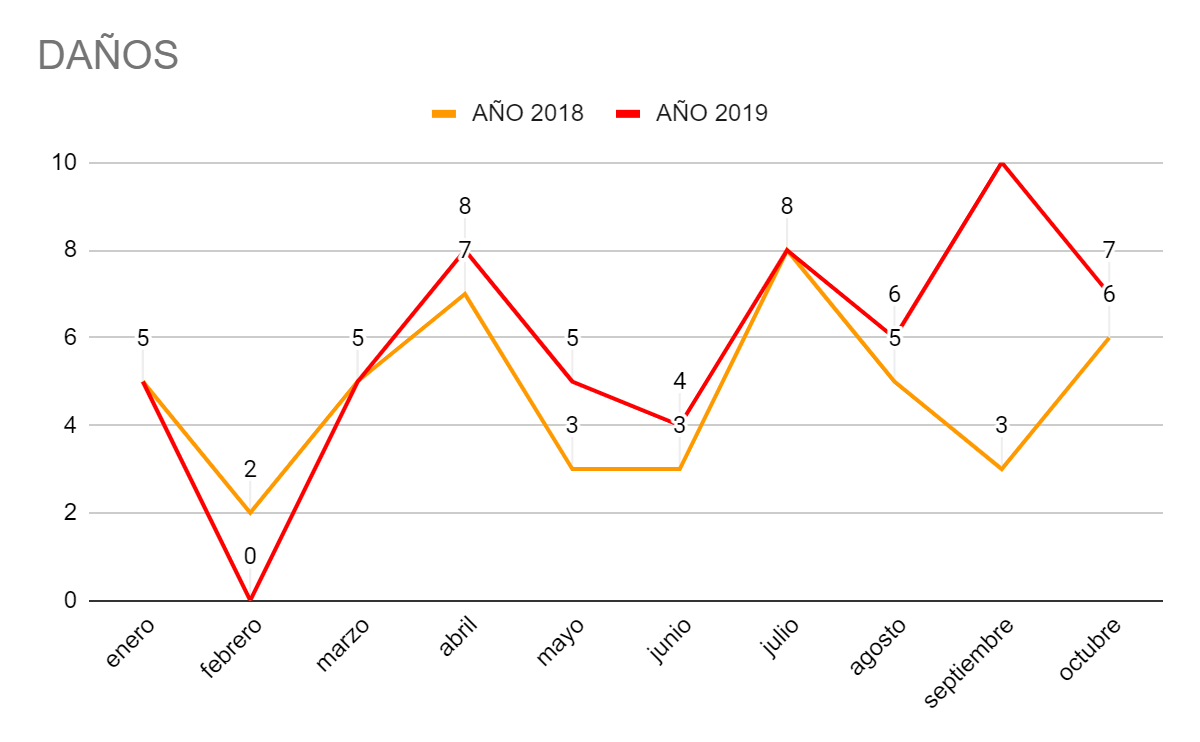 DAÑOS
AÑO 2018 AÑO 2019
10
8 8
8 7 7
6 6
6 5 5 5 5
4
4 3 3 3
2
2
0
0
enero febrero marzo abril mayo junio julio agosto septiembre octubre